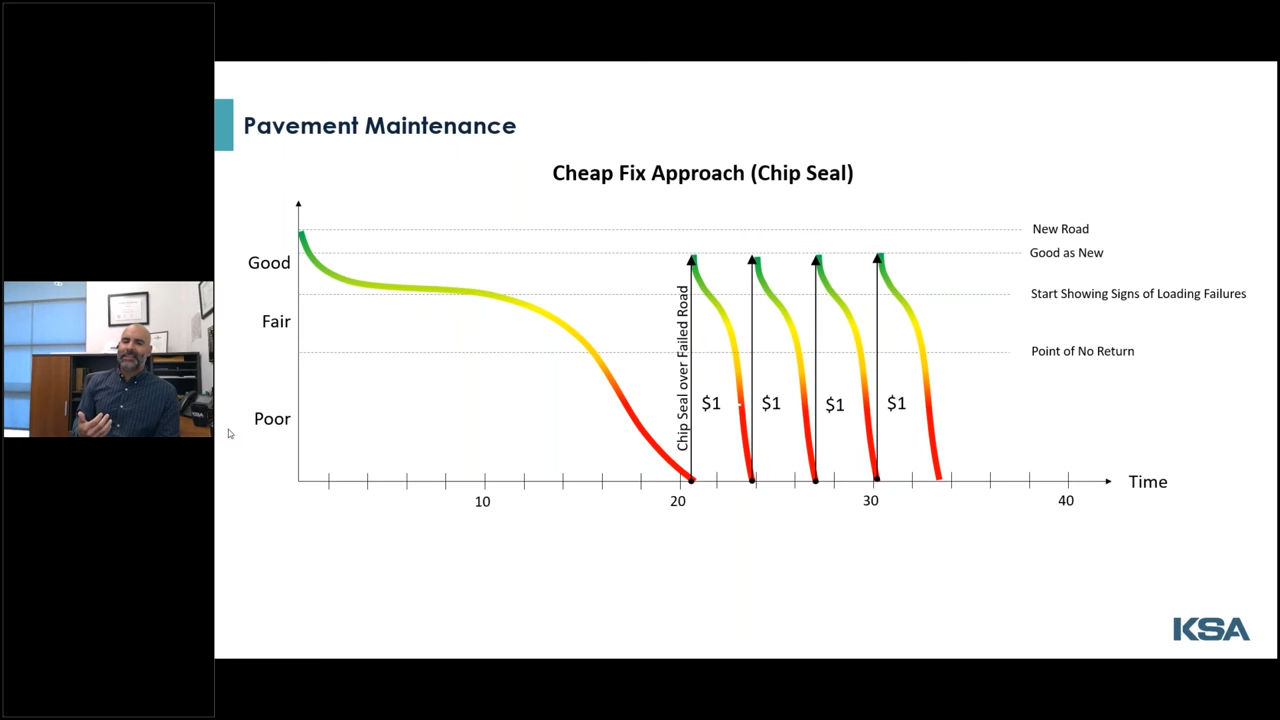 Pavement Maintenance
Cheap Fix Approach (Chip Seal)
New Road
Good as New
Good
Start Showing Signs of Loading Failures
Fair
Point of No Return
Poor
Chip Seal over Failed Road
$1
$1
$1
$1
Time
10
20
30
40
KSA